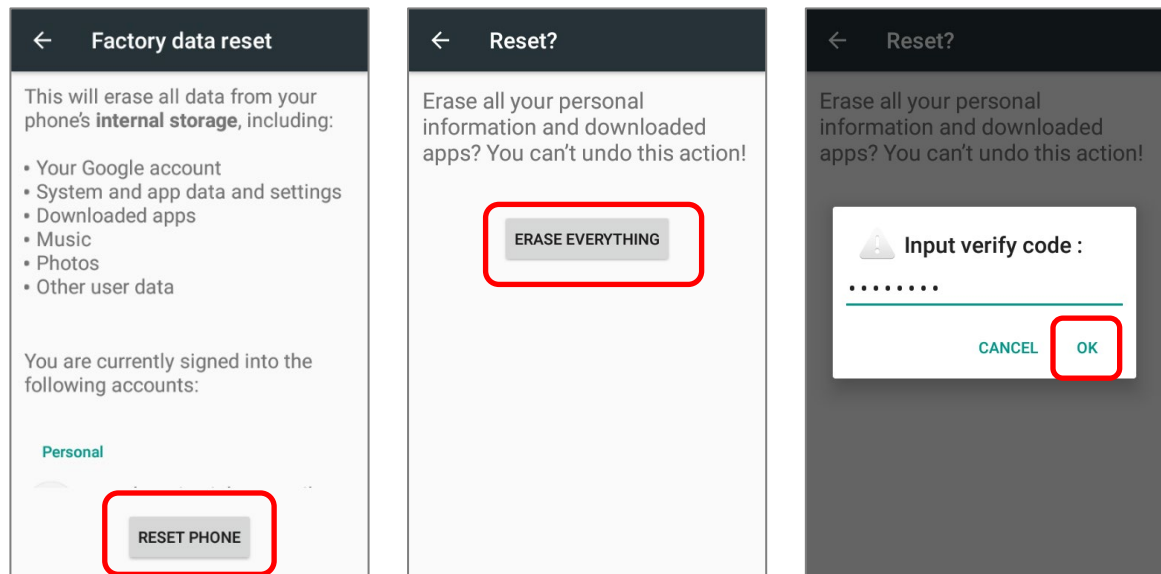 Factory data reset
This will erase all data from your
phone's internal storage, including:
• Your Google account
• System and app data and settings
• Downloaded apps
• Music
• Photos
• Other user data
You are currently signed into the
following accounts:
Personal
RESET PHONE
Reset?
Erase all your personal
information and downloaded
apps? You can't undo this action!
ERASE EVERYTHING
Reset?
Erase all your personal
information and downloaded
apps? You can't undo this action!
Input verify code :
••••••••
CANCEL OK